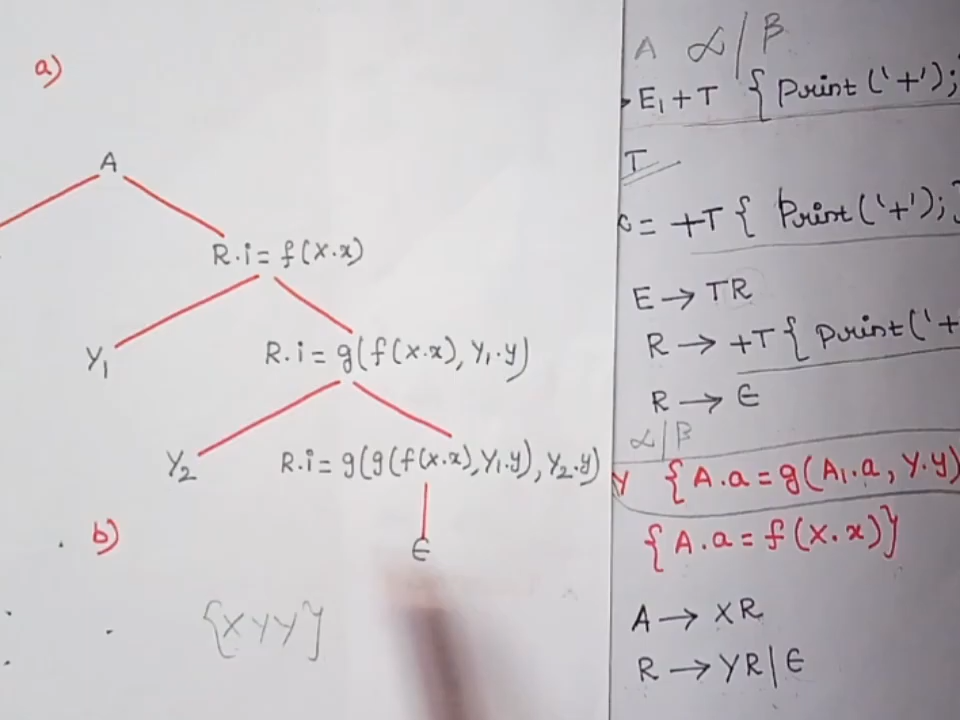 a)
A
R.i = f(X.x)
Y₁
R.i = g(f(X.x), Y₁.y)
Y₂
R.i = g(g(f(X.x), Y₁.y), Y₂.y)
ϵ
b)
{XYY}
A α / β
E₁ + T { Print ('+');
T
= +T { Print ('+');
E → TR
R → +T { Print ('+
R → ϵ
α | β
Y { A.a = g(A₁.a, Y.y)
{ A.a = f(X.x) }
A → XR
R → YR | ϵ